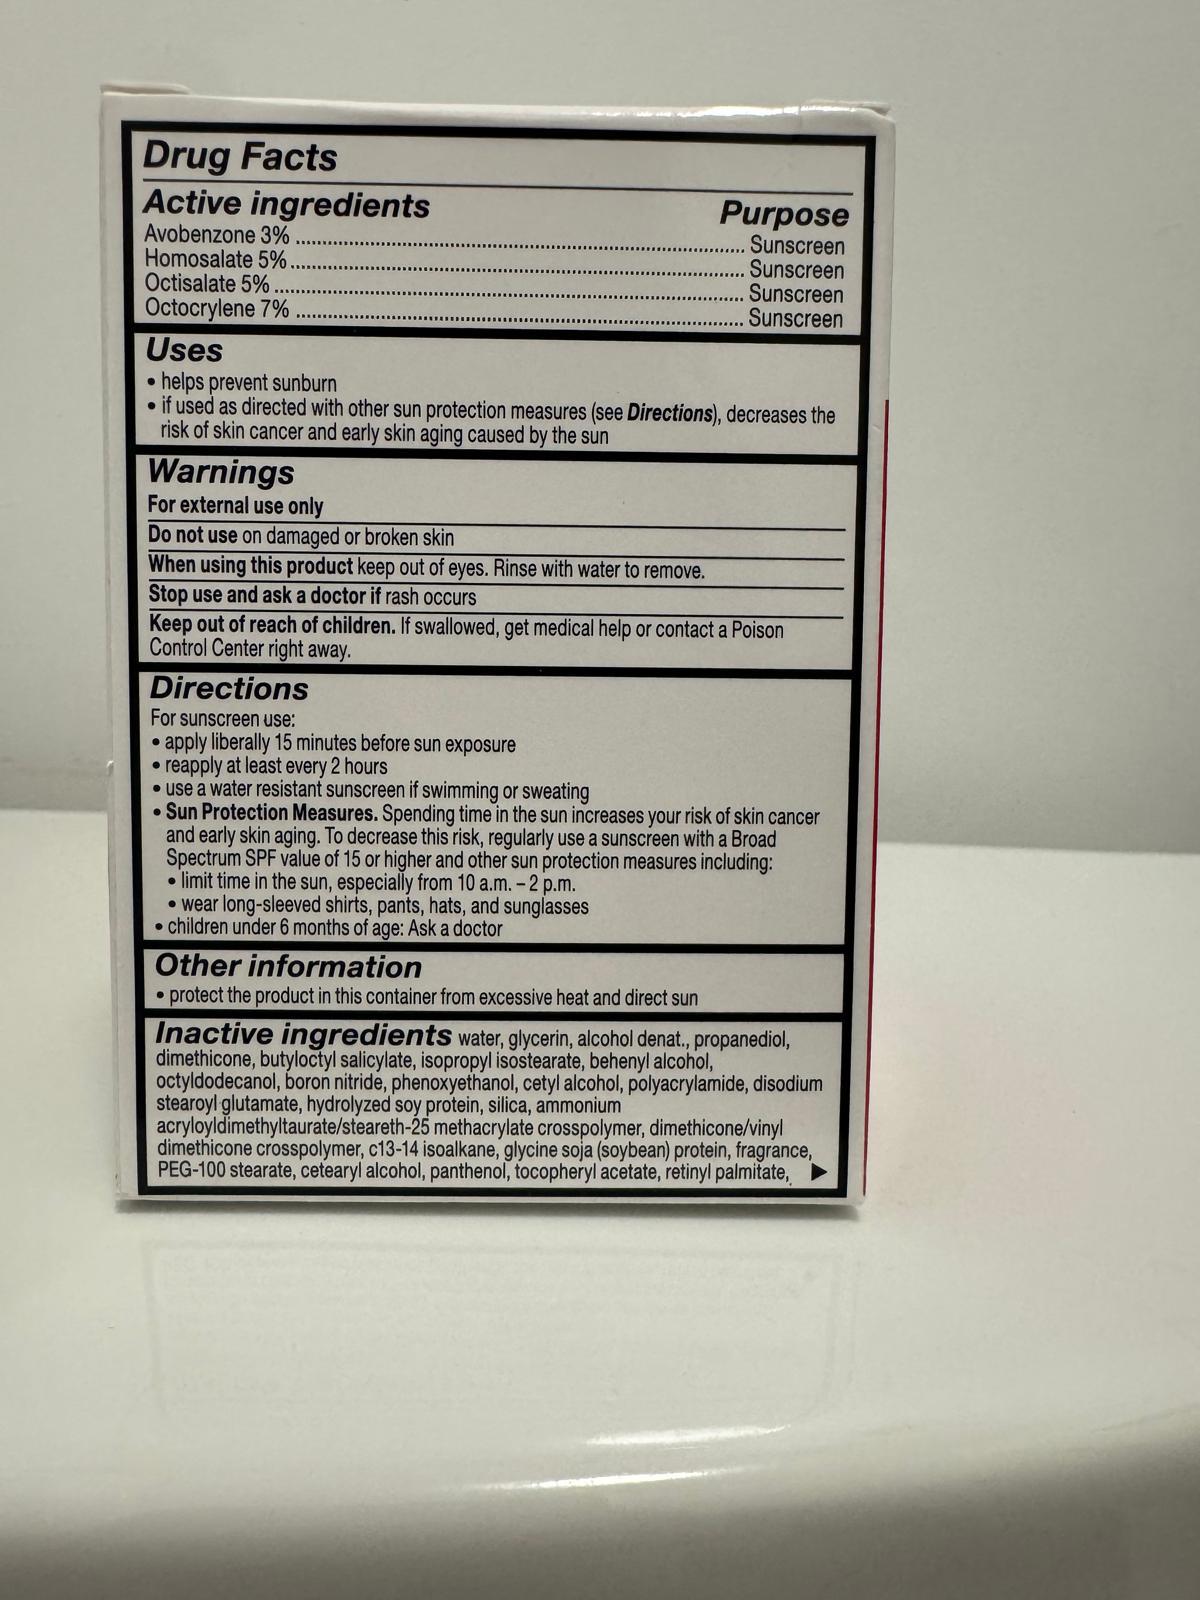 Drug Facts
Active ingredients Purpose
Avobenzone 3% ........................................................................ Sunscreen
Homosalate 5% ........................................................................ Sunscreen
Octisalate 5% ........................................................................ Sunscreen
Octocrylene 7% ........................................................................ Sunscreen
Uses
• helps prevent sunburn
• if used as directed with other sun protection measures (see Directions), decreases the
risk of skin cancer and early skin aging caused by the sun
Warnings
For external use only
Do not use on damaged or broken skin
When using this product keep out of eyes. Rinse with water to remove.
Stop use and ask a doctor if rash occurs
Keep out of reach of children. If swallowed, get medical help or contact a Poison
Control Center right away.
Directions
For sunscreen use:
• apply liberally 15 minutes before sun exposure
• reapply at least every 2 hours
• use a water resistant sunscreen if swimming or sweating
• Sun Protection Measures. Spending time in the sun increases your risk of skin cancer
and early skin aging. To decrease this risk, regularly use a sunscreen with a Broad
Spectrum SPF value of 15 or higher and other sun protection measures including:
• limit time in the sun, especially from 10 a.m. – 2 p.m.
• wear long-sleeved shirts, pants, hats, and sunglasses
• children under 6 months of age: Ask a doctor
Other information
• protect the product in this container from excessive heat and direct sun
Inactive ingredients water, glycerin, alcohol denat., propanediol,
dimethicone, butyloctyl salicylate, isopropyl isostearate, behenyl alcohol,
octyldodecanol, boron nitride, phenoxyethanol, cetyl alcohol, polyacrylamide, disodium
stearoyl glutamate, hydrolyzed soy protein, silica, ammonium
acryloyldimethyltaurate/steareth-25 methacrylate crosspolymer, dimethicone/vinyl
dimethicone crosspolymer, c13-14 isoalkane, glycine soja (soybean) protein, fragrance,
PEG-100 stearate, cetearyl alcohol, panthenol, tocopheryl acetate, retinyl palmitate, ▶